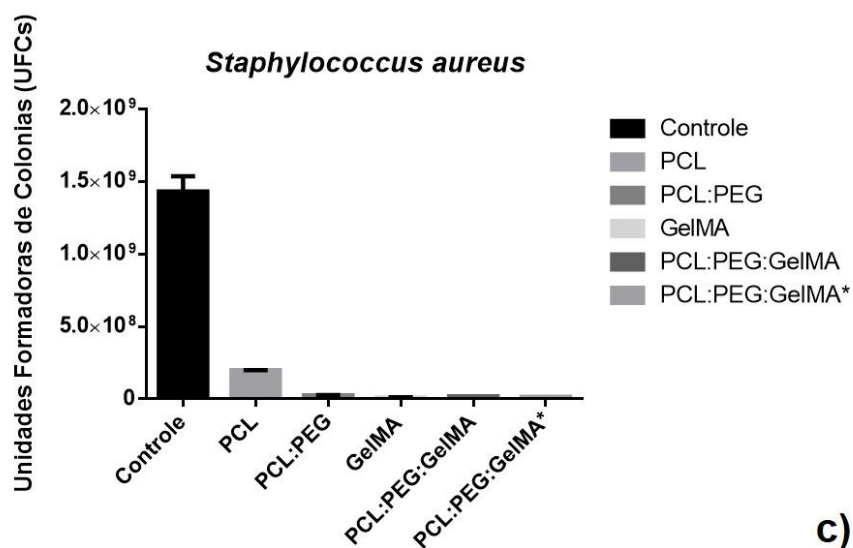 Staphylococcus aureus
Unidades Formadoras de Colonias (UFCs)
2.0×10⁹
1.5×10⁹
1.0×10⁹
5.0×10⁸
0
Controle
PCL
PCL:PEG
GelMA
PCL:PEG:GelMA
PCL:PEG:GelMA*
Controle
PCL
PCL:PEG
GelMA
PCL:PEG:GelMA
PCL:PEG:GelMA*
c)